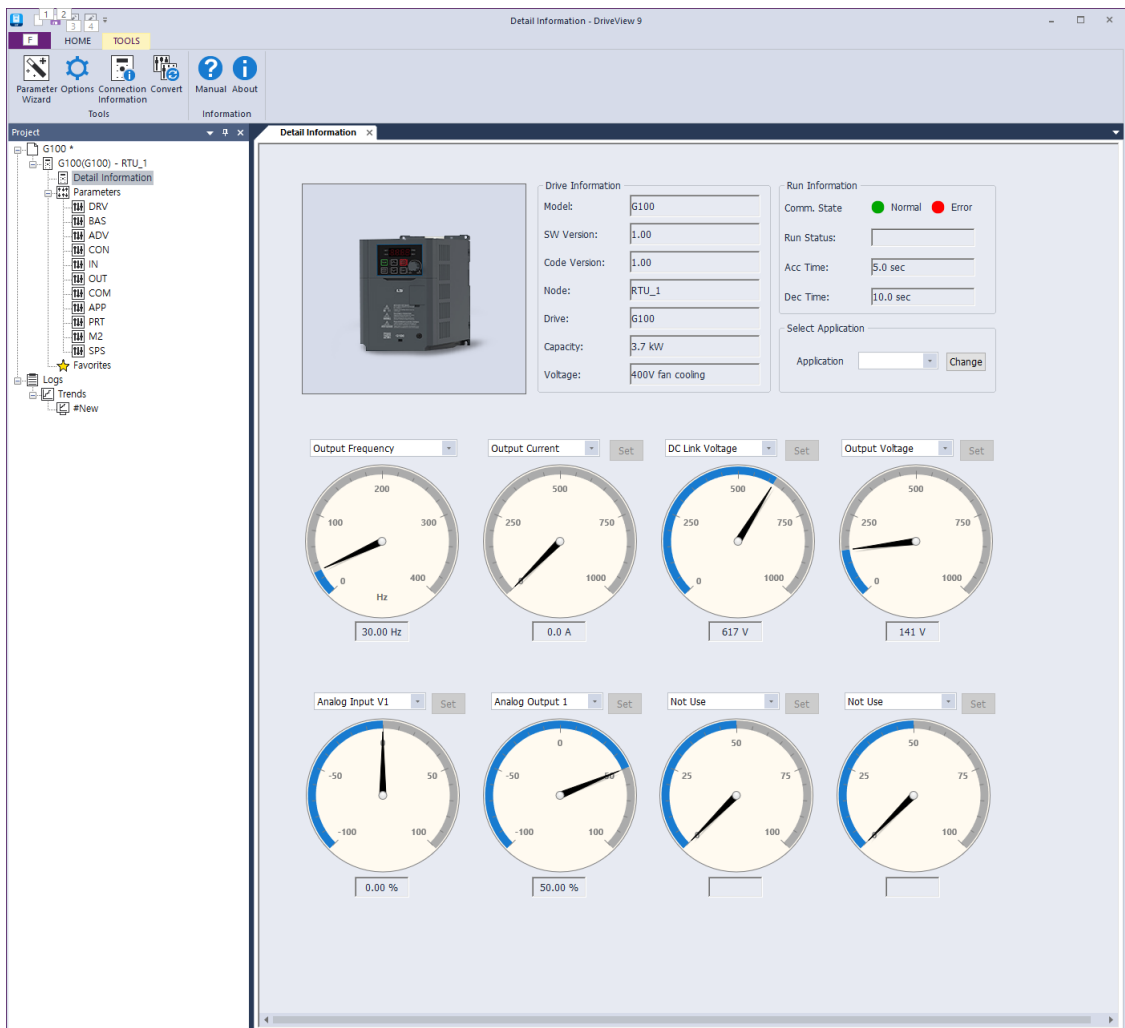 1 2
Detail Information - DriveView 9
3 4
F HOME TOOLS
Parameter Wizard Options Connection Information Convert Manual About
Tools Information
Project
Detail Information
G100 *
G100(G100) - RTU_1
Detail Information
Parameters
DRV
BAS
ADV
CON
IN
OUT
COM
APP
PRT
M2
SPS
Favorites
Logs
Trends
#New
Drive Information
Model: G100
SW Version: 1.00
Code Version: 1.00
Node: RTU_1
Drive: G100
Capacity: 3.7 kW
Voltage: 400V fan cooling
Run Information
Comm. State Normal Error
Run Status:
Acc Time: 5.0 sec
Dec Time: 10.0 sec
Select Application
Application Change
Output Frequency
0 100 200 300 400
Hz
30.00 Hz
Output Current Set
0 250 500 750 1000
0.0 A
DC Link Voltage Set
0 250 500 750 1000
617 V
Output Voltage Set
0 250 500 750 1000
141 V
Analog Input V1 Set
-100 -50 0 50 100
0.00 %
Analog Output 1 Set
-100 -50 0 50 100
50.00 %
Not Use Set
0 25 50 75 100
Not Use Set
0 25 50 75 100